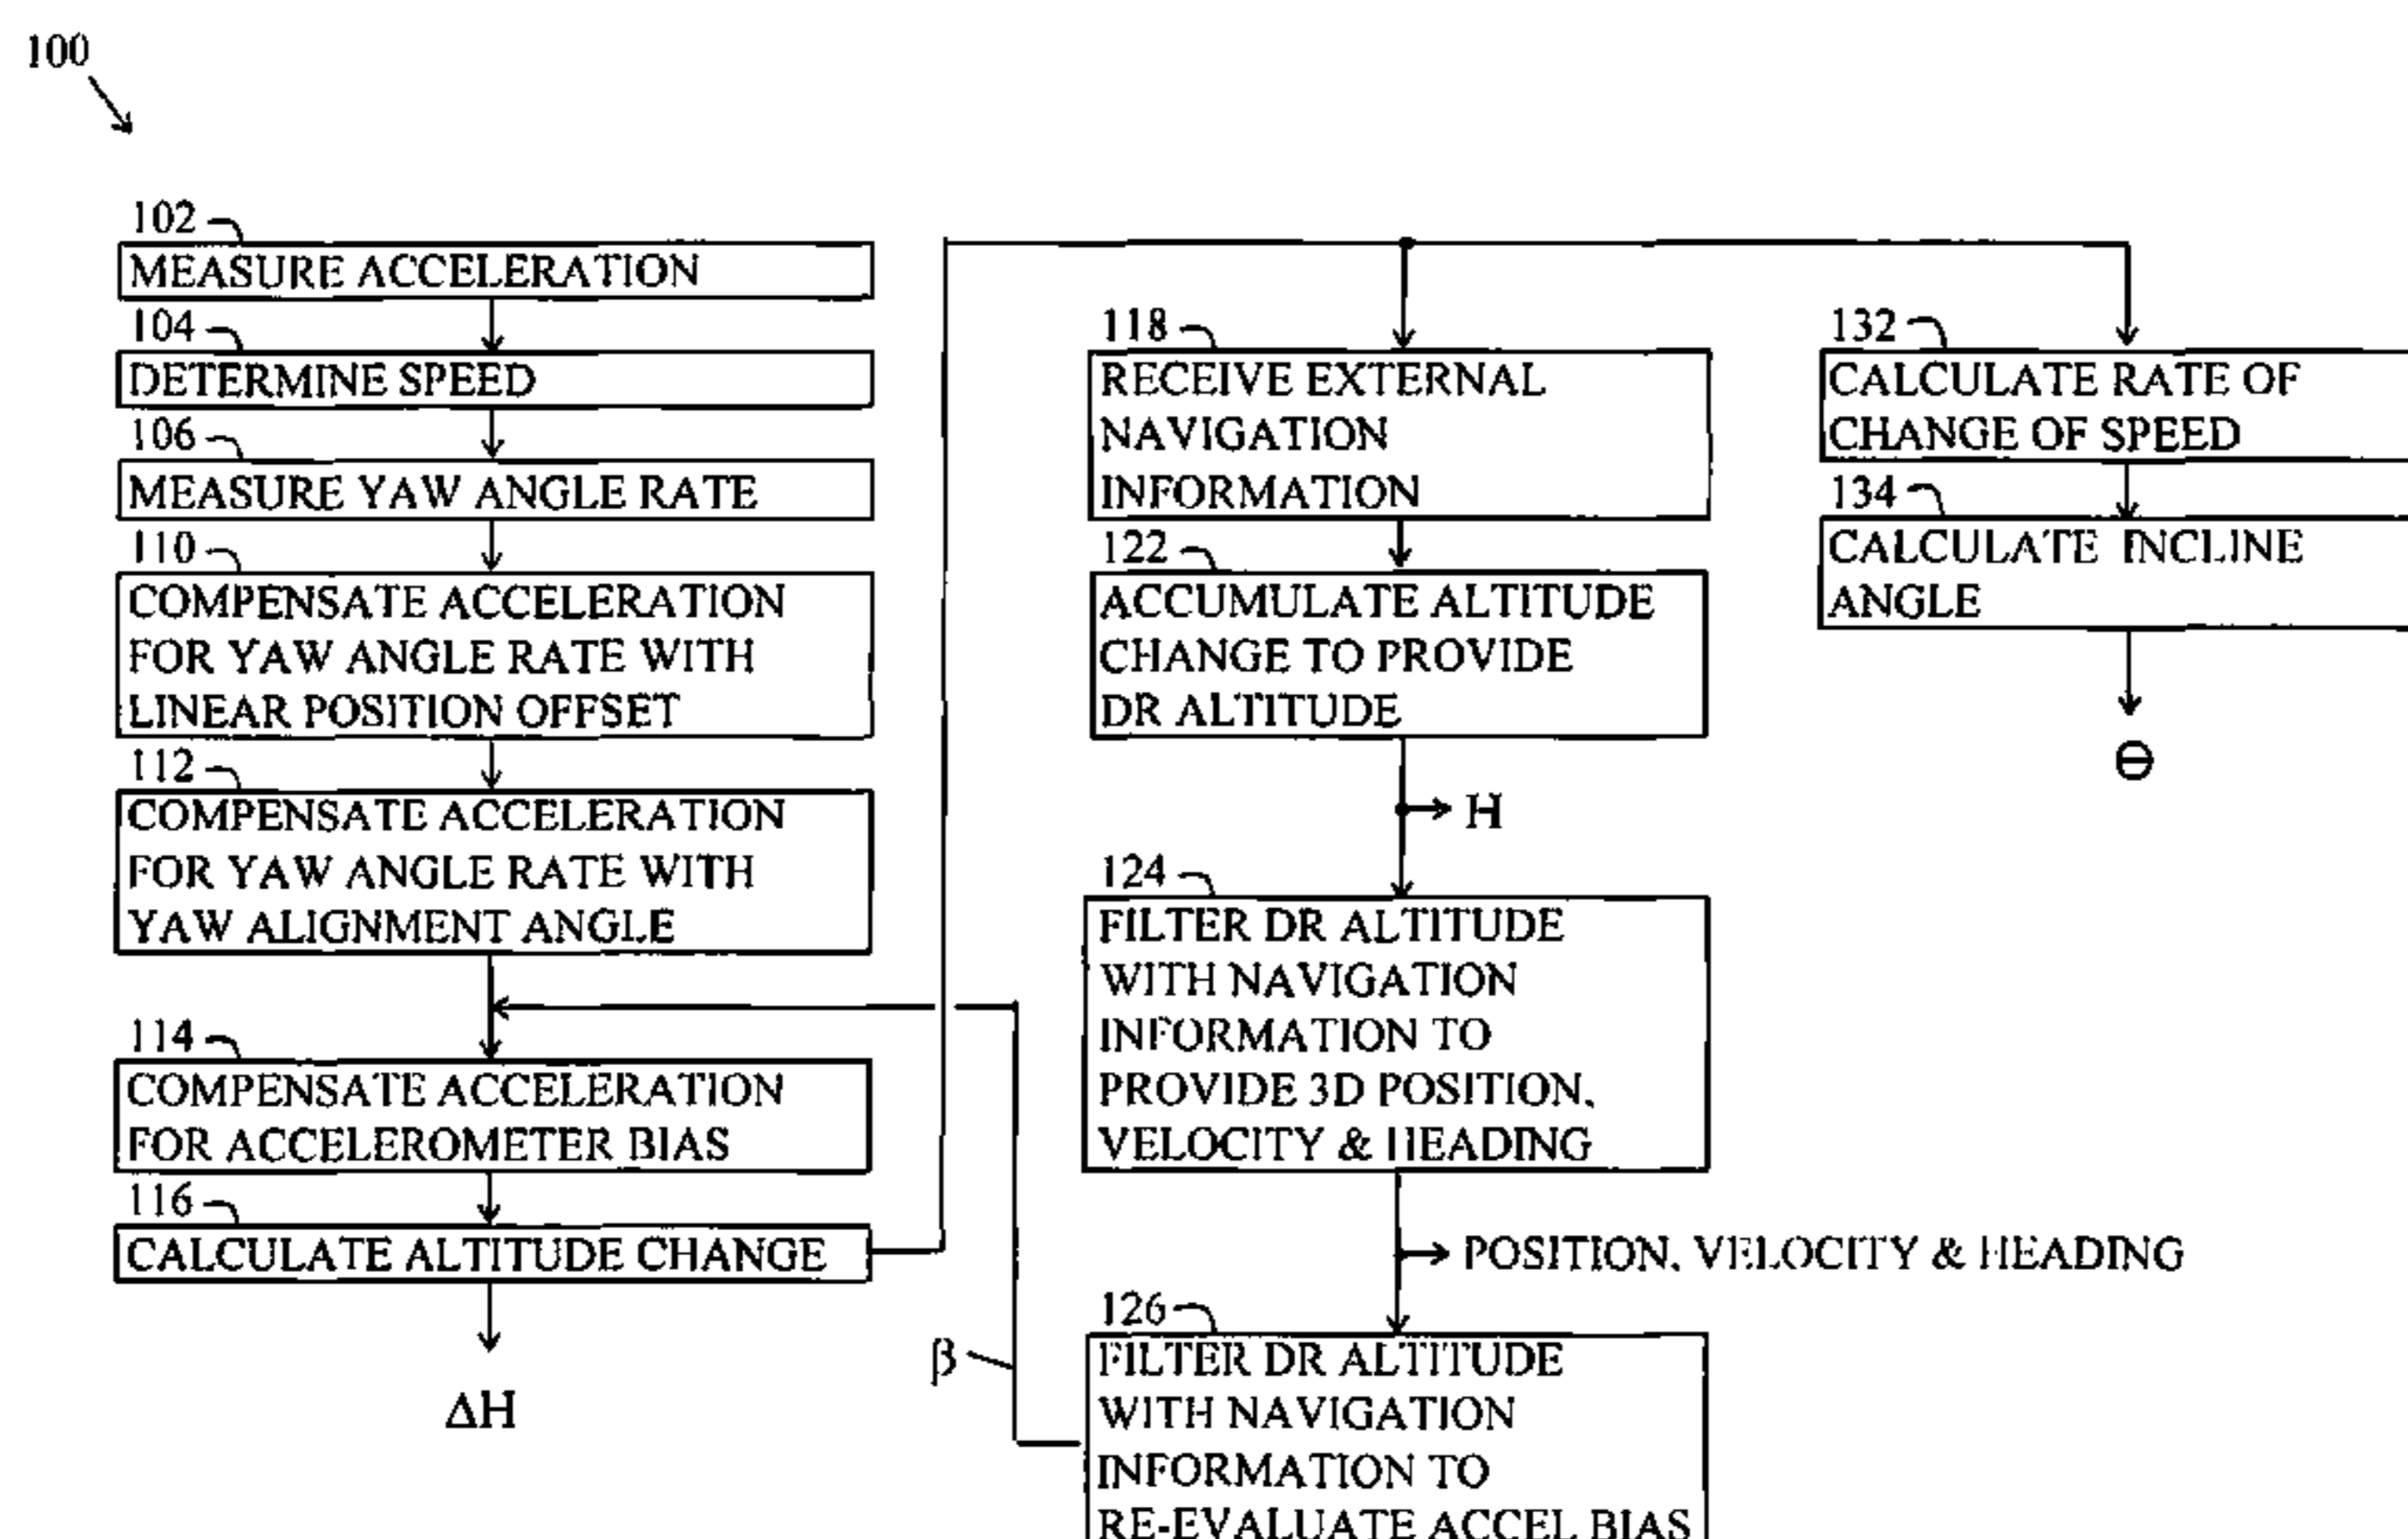 100
102
MEASURE ACCELERATION
104
DETERMINE SPEED
106
MEASURE YAW ANGLE RATE
110
COMPENSATE ACCELERATION
FOR YAW ANGLE RATE WITH
LINEAR POSITION OFFSET
112
COMPENSATE ACCELERATION
FOR YAW ANGLE RATE WITH
YAW ALIGNMENT ANGLE
114
COMPENSATE ACCELERATION
FOR ACCELEROMETER BIAS
116
CALCULATE ALTITUDE CHANGE
ΔH
118
RECEIVE EXTERNAL
NAVIGATION
INFORMATION
122
ACCUMULATE ALTITUDE
CHANGE TO PROVIDE
DR ALTITUDE
H
124
FILTER DR ALTITUDE
WITH NAVIGATION
INFORMATION TO
PROVIDE 3D POSITION,
VELOCITY & HEADING
POSITION, VELOCITY & HEADING
126
β
FILTER DR ALTITUDE
WITH NAVIGATION
INFORMATION TO
RE-EVALUATE ACCEL BIAS
132
CALCULATE RATE OF
CHANGE OF SPEED
134
CALCULATE INCLINE
ANGLE
Θ